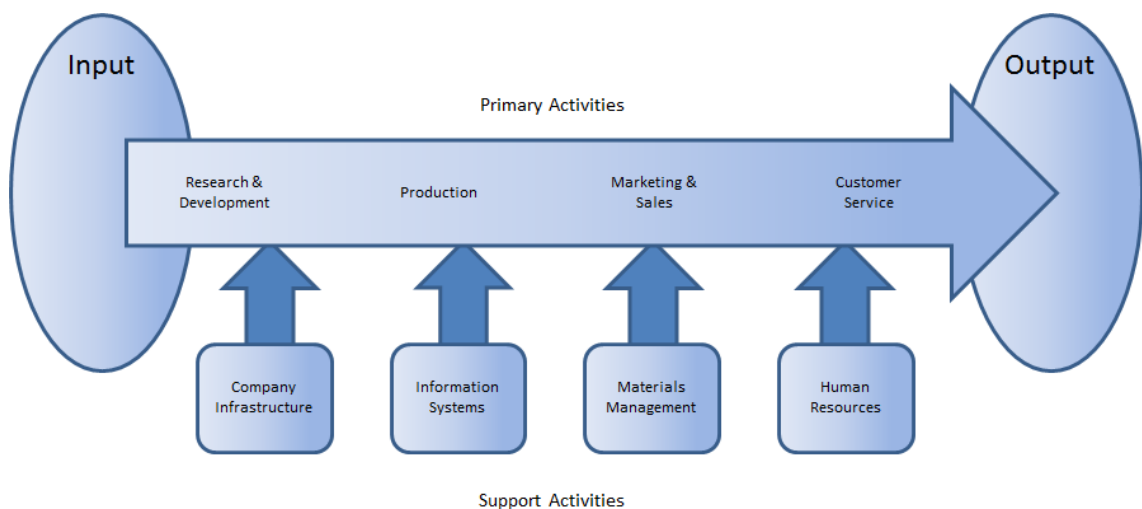 Input
Output
Primary Activities
Research &
Development
Production
Marketing &
Sales
Customer
Service
Company
Infrastructure
Information
Systems
Materials
Management
Human
Resources
Support Activities